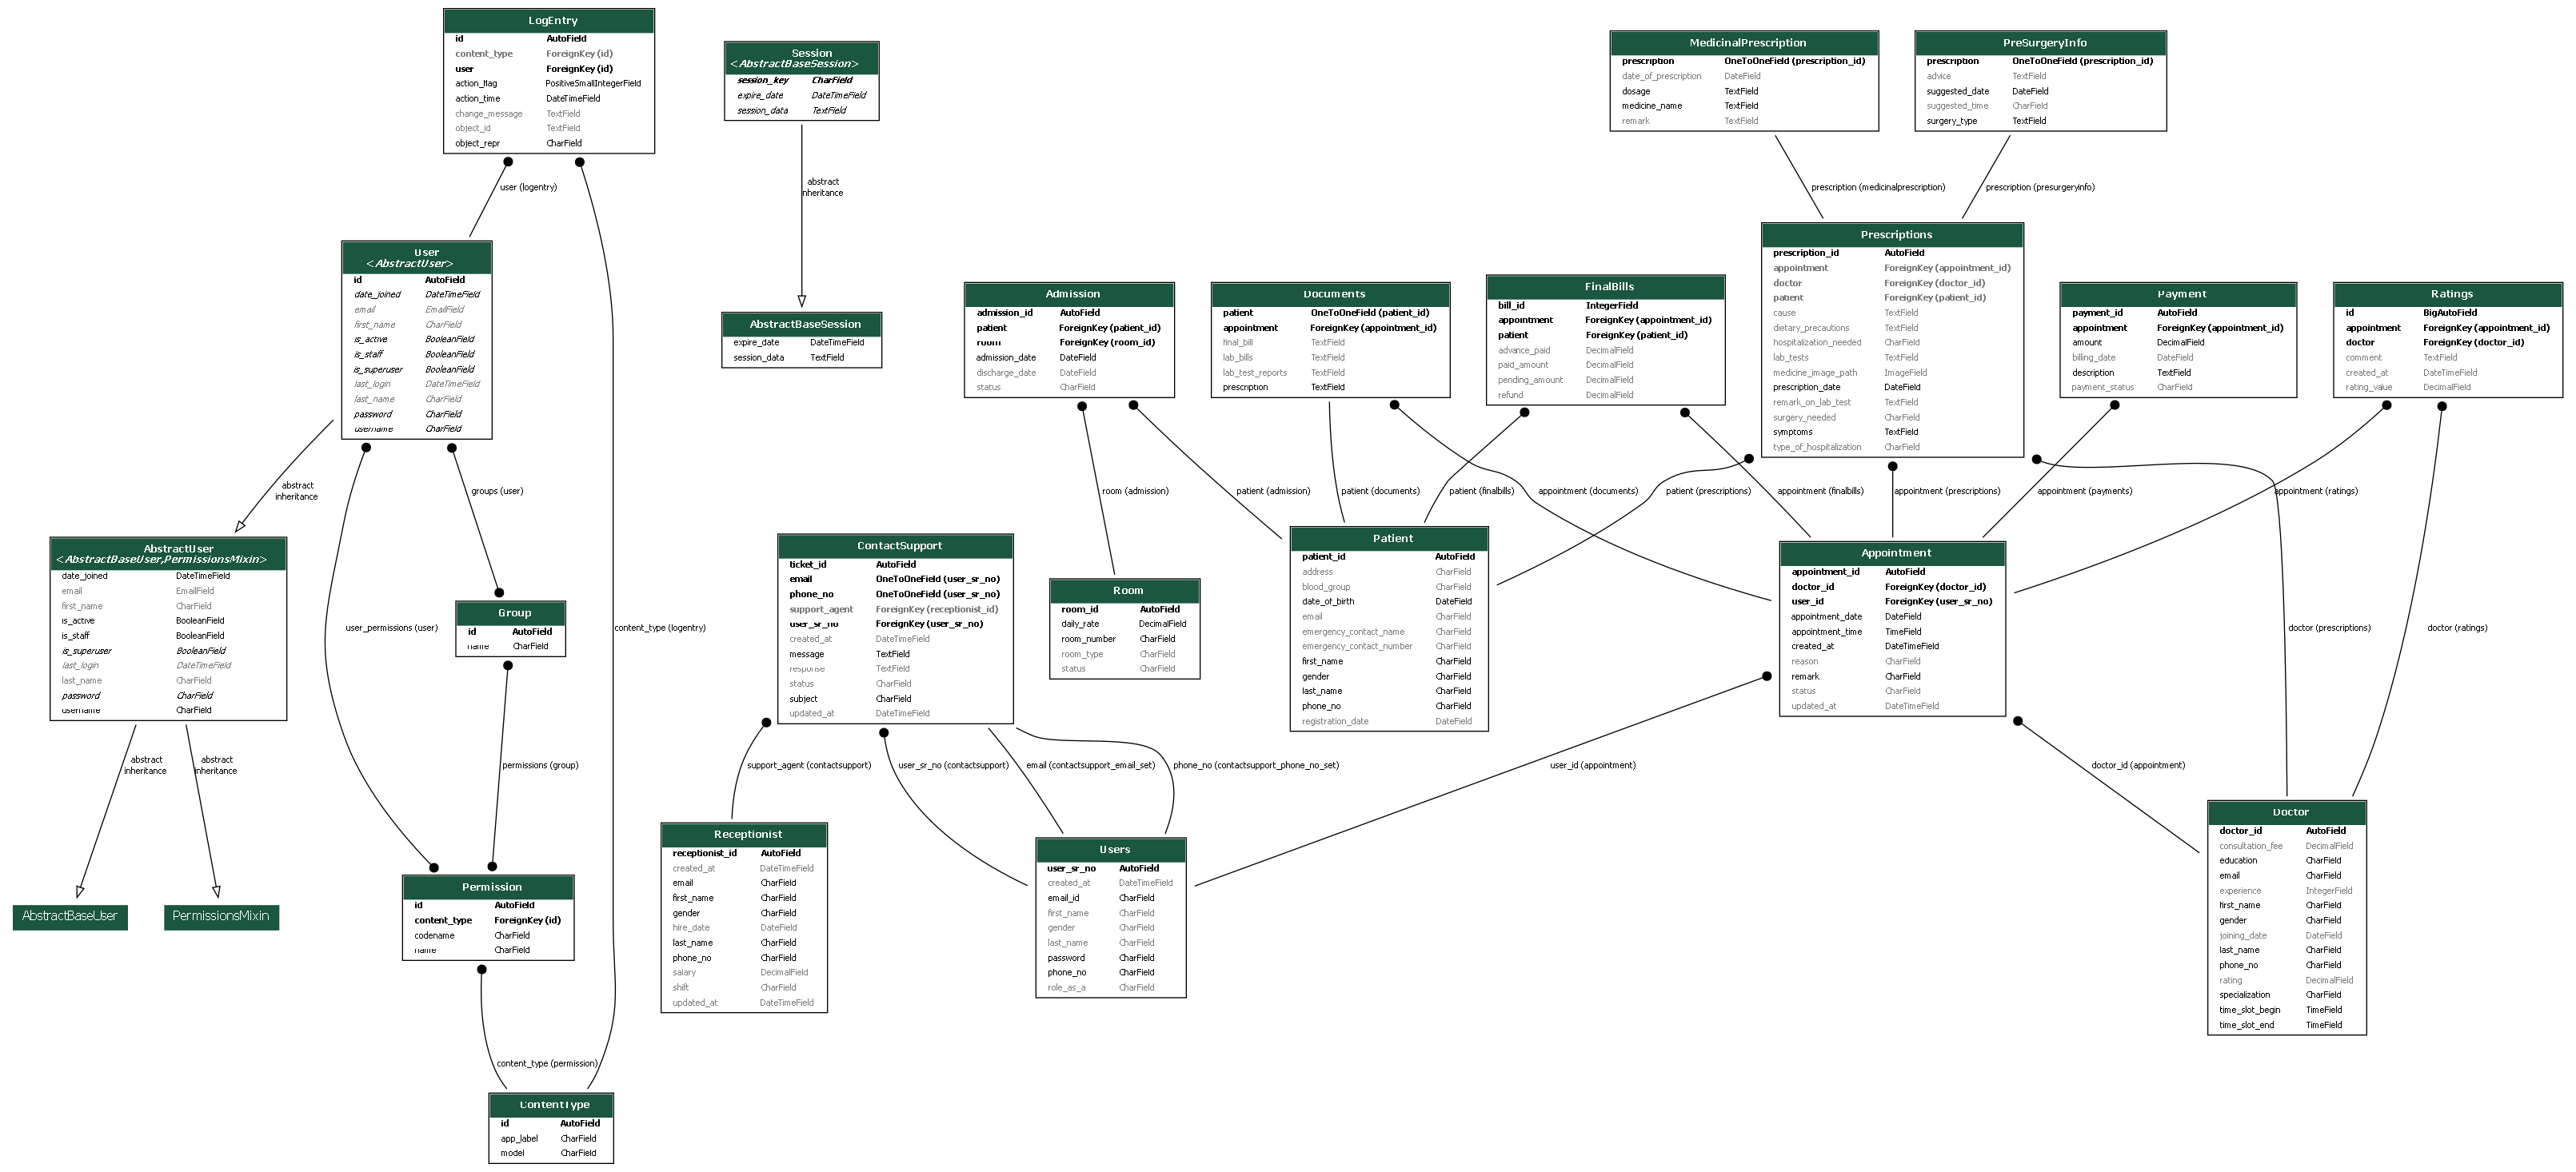 LogEntry
id AutoField
content_type ForeignKey (id)
user ForeignKey (id)
action_flag PositiveSmallIntegerField
action_time DateTimeField
change_message TextField
object_id TextField
object_repr CharField
Session
<AbstractBaseSession>
session_key CharField
expire_date DateTimeField
session_data TextField
MedicinalPrescription
prescription OneToOneField (prescription_id)
date_of_prescription DateField
dosage TextField
medicine_name TextField
remark TextField
PreSurgeryInfo
prescription OneToOneField (prescription_id)
advice TextField
suggested_date DateField
suggested_time CharField
surgery_type TextField
user (logentry)
abstract
inheritance
prescription (medicinalprescription)
prescription (presurgeryinfo)
User
<AbstractUser>
id AutoField
date_joined DateTimeField
email EmailField
first_name CharField
is_active BooleanField
is_staff BooleanField
is_superuser BooleanField
last_login DateTimeField
last_name CharField
password CharField
username CharField
AbstractBaseSession
expire_date DateTimeField
session_data TextField
Admission
admission_id AutoField
patient ForeignKey (patient_id)
room ForeignKey (room_id)
admission_date DateField
discharge_date DateField
status CharField
Documents
patient OneToOneField (patient_id)
appointment ForeignKey (appointment_id)
final_bill TextField
lab_bills TextField
lab_test_reports TextField
prescription TextField
FinalBills
bill_id IntegerField
appointment ForeignKey (appointment_id)
patient ForeignKey (patient_id)
advance_paid DecimalField
paid_amount DecimalField
pending_amount DecimalField
refund DecimalField
Prescriptions
prescription_id AutoField
appointment ForeignKey (appointment_id)
doctor ForeignKey (doctor_id)
patient ForeignKey (patient_id)
cause TextField
dietary_precautions TextField
hospitalization_needed CharField
lab_tests TextField
medicine_image_path ImageField
prescription_date DateField
remark_on_lab_test TextField
surgery_needed CharField
symptoms TextField
type_of_hospitalization CharField
Payment
payment_id AutoField
appointment ForeignKey (appointment_id)
amount DecimalField
billing_date DateField
description TextField
payment_status CharField
Ratings
id BigAutoField
appointment ForeignKey (appointment_id)
doctor ForeignKey (doctor_id)
comment TextField
created_at DateTimeField
rating_value DecimalField
abstract
inheritance
groups (user)
room (admission)
patient (admission)
patient (documents)
patient (finalbills)
appointment (documents)
patient (prescriptions)
appointment (finalbills)
appointment (prescriptions)
appointment (payments)
appointment (ratings)
AbstractUser
<AbstractBaseUser,PermissionsMixin>
date_joined DateTimeField
email EmailField
first_name CharField
is_active BooleanField
is_staff BooleanField
is_superuser BooleanField
last_login DateTimeField
last_name CharField
password CharField
username CharField
user_permissions (user)
Group
id AutoField
name CharField
content_type (logentry)
ContactSupport
ticket_id AutoField
email OneToOneField (user_sr_no)
phone_no OneToOneField (user_sr_no)
support_agent ForeignKey (receptionist_id)
user_sr_no ForeignKey (user_sr_no)
created_at DateTimeField
message TextField
response TextField
status CharField
subject CharField
updated_at DateTimeField
Room
room_id AutoField
daily_rate DecimalField
room_number CharField
room_type CharField
status CharField
Patient
patient_id AutoField
address CharField
blood_group CharField
date_of_birth DateField
email CharField
emergency_contact_name CharField
emergency_contact_number CharField
first_name CharField
gender CharField
last_name CharField
phone_no CharField
registration_date DateField
Appointment
appointment_id AutoField
doctor_id ForeignKey (doctor_id)
user_id ForeignKey (user_sr_no)
appointment_date DateField
appointment_time TimeField
created_at DateTimeField
reason CharField
remark CharField
status CharField
updated_at DateTimeField
doctor (prescriptions)
doctor (ratings)
abstract
inheritance
abstract
inheritance
permissions (group)
support_agent (contactsupport)
user_sr_no (contactsupport)
email (contactsupport_email_set)
phone_no (contactsupport_phone_no_set)
user_id (appointment)
doctor_id (appointment)
AbstractBaseUser
PermissionsMixin
Permission
id AutoField
content_type ForeignKey (id)
codename CharField
name CharField
Receptionist
receptionist_id AutoField
created_at DateTimeField
email CharField
first_name CharField
gender CharField
hire_date DateField
last_name CharField
phone_no CharField
salary DecimalField
shift CharField
updated_at DateTimeField
Users
user_sr_no AutoField
created_at DateTimeField
email_id CharField
first_name CharField
gender CharField
last_name CharField
password CharField
phone_no CharField
role_as_a CharField
Doctor
doctor_id AutoField
consultation_fee DecimalField
education CharField
email CharField
experience IntegerField
first_name CharField
gender CharField
joining_date DateField
last_name CharField
phone_no CharField
rating DecimalField
specialization CharField
time_slot_begin TimeField
time_slot_end TimeField
content_type (permission)
ContentType
id AutoField
app_label CharField
model CharField